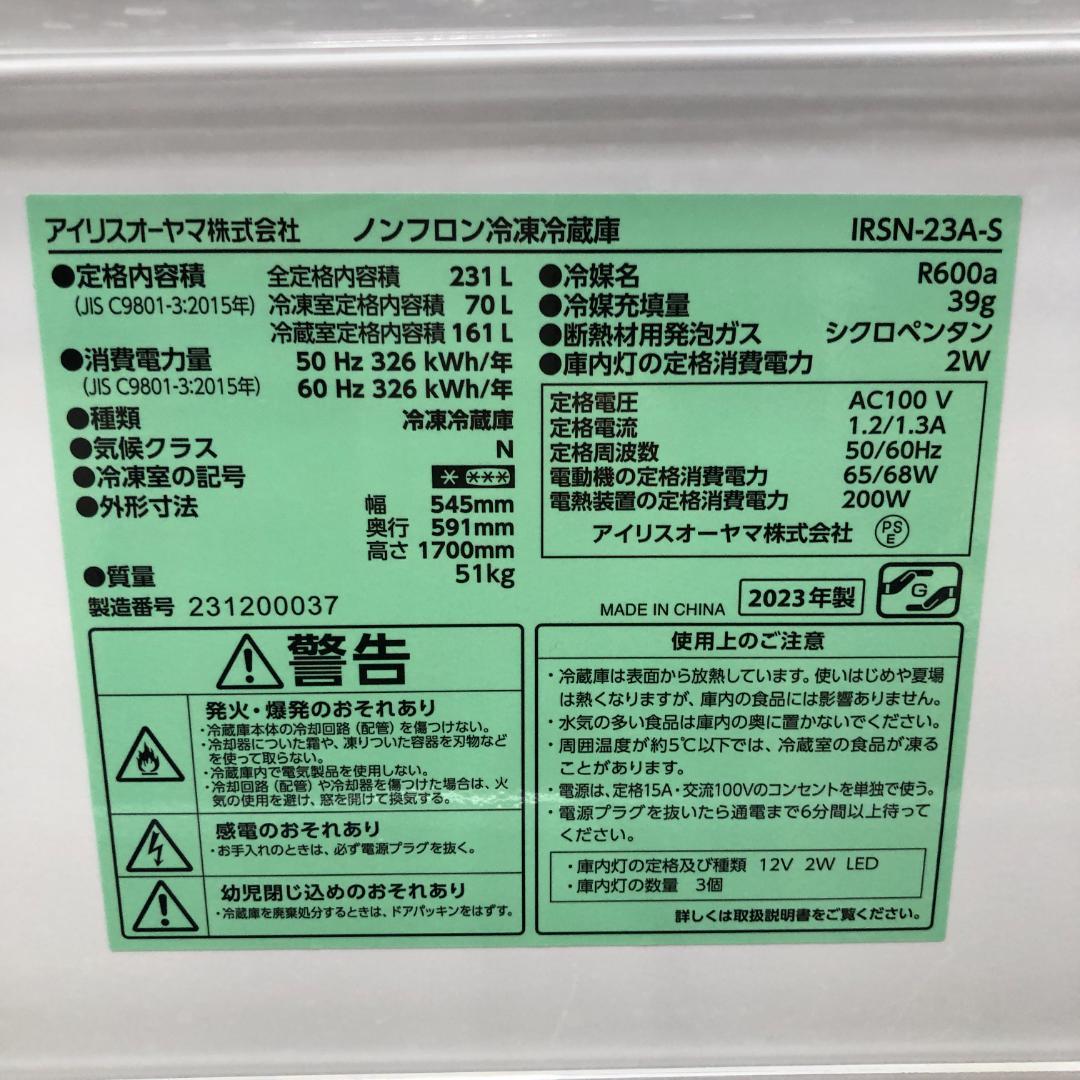 アイリスオーヤマ株式会社 ノンフロン冷凍冷蔵庫 IRSN-23A-S
●定格内容積 全定格内容積 231 L
(JIS C9801-3:2015年) 冷凍室定格内容積 70 L
冷蔵室定格内容積 161 L
●消費電力量 50 Hz 326 kWh/年
(JIS C9801-3:2015年) 60 Hz 326 kWh/年
●種類 冷凍冷蔵庫
●気候クラス N
●冷凍室の記号 * ***
●外形寸法 幅 545mm
奥行 591mm
高さ 1700mm
●質量 51kg
製造番号 231200037
●冷媒名 R600a
●冷媒充填量 39g
●断熱材用発泡ガス シクロペンタン
●庫内灯の定格消費電力 2W
定格電圧 AC100 V
定格電流 1.2/1.3A
定格周波数 50/60Hz
電動機の定格消費電力 65/68W
電熱装置の定格消費電力 200W
アイリスオーヤマ株式会社 PS E
MADE IN CHINA 2023年製 G
警告
発火・爆発のおそれあり
・冷蔵庫本体の冷却回路(配管)を傷つけない。
・冷却器についた霜や、凍りついた容器を刃物など
を使って取らない。
・冷蔵庫内で電気製品を使用しない。
・冷却回路(配管)や冷却器を傷つけた場合は、火
気の使用を避け、窓を開けて換気する。
感電のおそれあり
・お手入れのときは、必ず電源プラグを抜く。
幼児閉じ込めのおそれあり
・冷蔵庫を廃棄処分するときは、ドアパッキンをはずす。
使用上のご注意
・冷蔵庫は表面から放熱しています。使いはじめや夏場
は熱くなりますが、庫内の食品には影響ありません。
・水気の多い食品は庫内の奥に置かないでください。
・周囲温度が約5℃以下では、冷蔵室の食品が凍る
ことがあります。
・電源は、定格15A・交流100Vのコンセントを単独で使う。
・電源プラグを抜いたら通電まで6分間以上待って
ください。
・庫内灯の定格及び種類 12V 2W LED
・庫内灯の数量 3個
詳しくは取扱説明書をご覧ください。